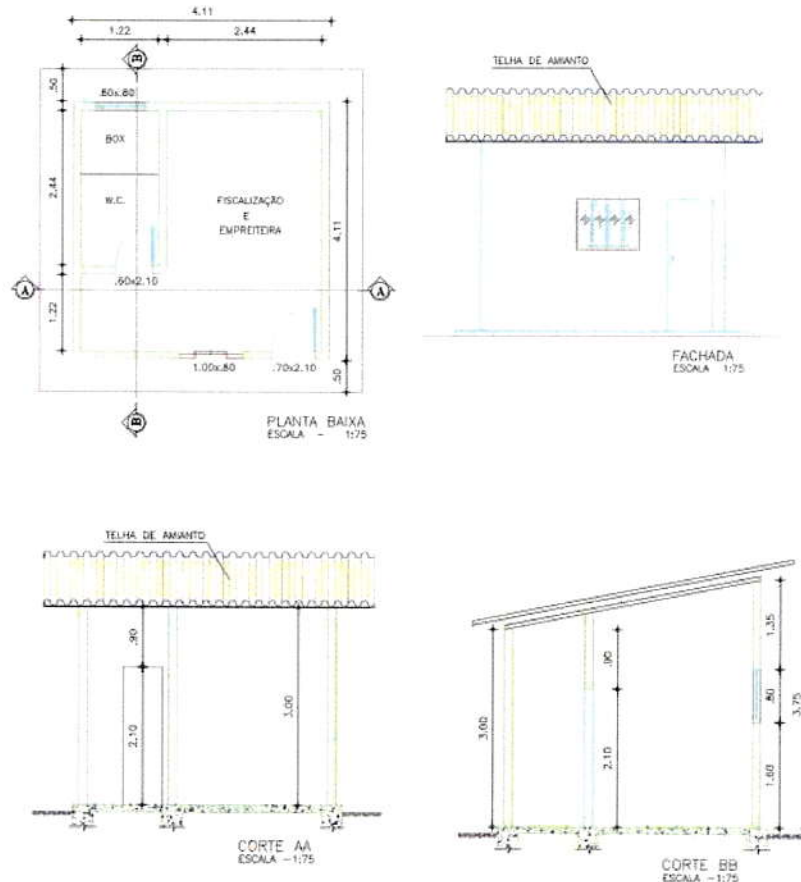 4.11
1.22
2.44
B
.50
.60x.60
BOX
2.44
W.C.
FISCALIZAÇÃO
E
EMPREITEIRA
4.11
A
A
.60x2.10
1.22
1.00x.80
.70x2.10
.50
B
PLANTA BAIXA
ESCALA - 1:75
TELHA DE AMIANTO
FACHADA
ESCALA 1:75
TELHA DE AMIANTO
.90
2.10
3.00
CORTE AA
ESCALA -1:75
3.00
.90
2.10
1.35
.80
3.75
1.60
CORTE BB
ESCALA -1:75